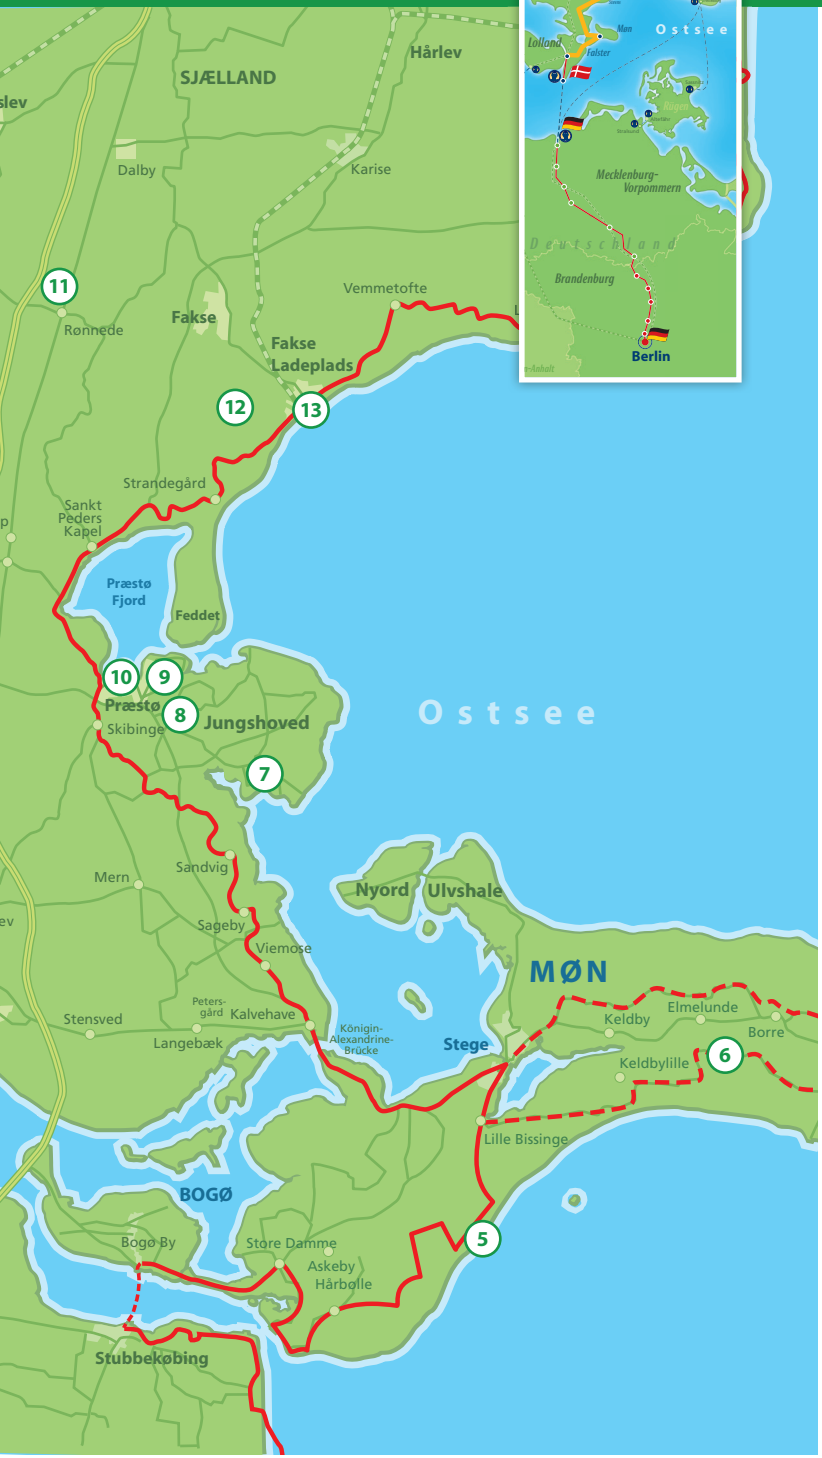 SJÆLLAND
Hårlev
slev
Dalby
Karise
11
Rønnede
Vemmetofte
Fakse
Fakse
Ladeplads
12
13
Strandegård
Sankt
Peders
Kapel
p
Præstø
Fjord
Feddet
10
9
8
Præstø
Skibinge
Jungshoved
7
Ostsee
Sandvig
Mern
Sageby
ev
Viemose
Nyord
Ulvshale
MØN
Peters-
gård
Kalvehave
Stensved
Langebæk
Königin-
Alexandrine-
Brücke
Stege
Elmelunde
Keldby
Borre
Keldbylille
6
Lille Bissinge
BOGØ
Bogø By
Store Damme
5
Askeby
Hårbølle
Stubbekøbing
Møn
Ostsee
Lolland
Falster
Rügen
Mecklenburg-
Vorpommern
Deutschland
Brandenburg
Berlin
-Anhalt